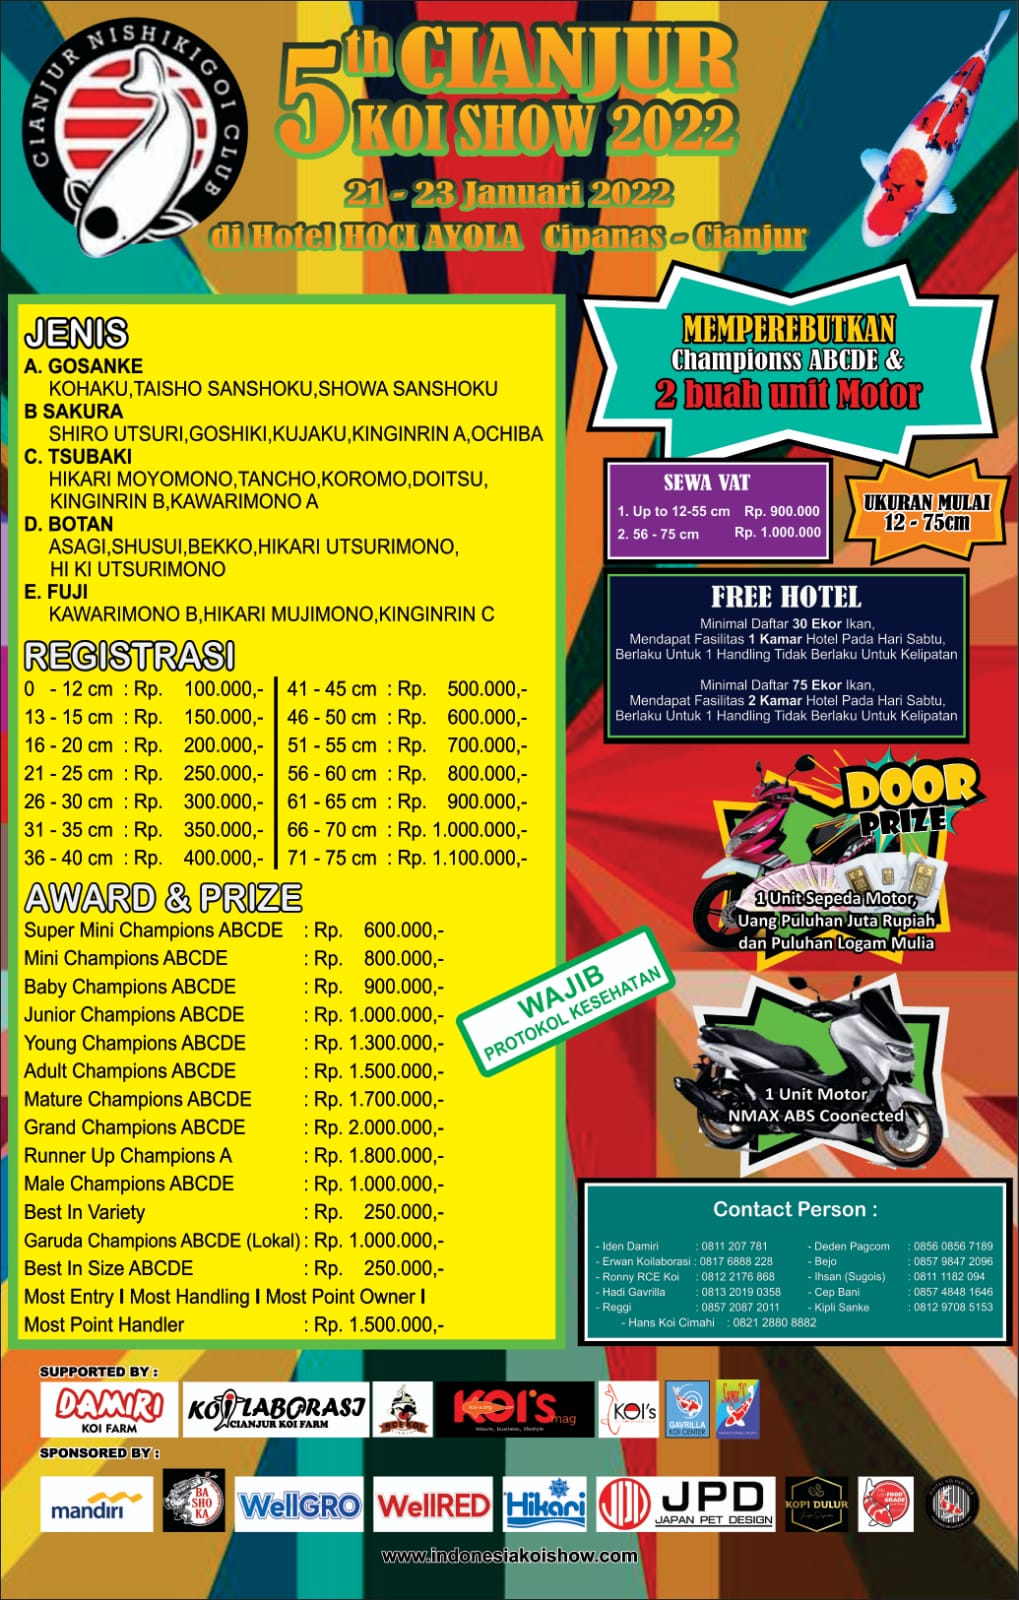 CIANJUR NISHIKIGOI CLUB
5th CIANJUR
KOI SHOW 2022
21 - 23 Januari 2022
di Hotel HOCI AYOLA Cipanas - Cianjur
JENIS
A. GOSANKE
KOHAKU,TAISHO SANSHOKU,SHOWA SANSHOKU
B SAKURA
SHIRO UTSURI,GOSHIKI,KUJAKU,KINGINRIN A,OCHIBA
C. TSUBAKI
HIKARI MOYOMONO,TANCHO,KOROMO,DOITSU,
KINGINRIN B,KAWARIMONO A
D. BOTAN
ASAGI,SHUSUI,BEKKO,HIKARI UTSURIMONO,
HI KI UTSURIMONO
E. FUJI
KAWARIMONO B,HIKARI MUJIMONO,KINGINRIN C
REGISTRASI
0 - 12 cm : Rp. 100.000,-
13 - 15 cm : Rp. 150.000,-
16 - 20 cm : Rp. 200.000,-
21 - 25 cm : Rp. 250.000,-
26 - 30 cm : Rp. 300.000,-
31 - 35 cm : Rp. 350.000,-
36 - 40 cm : Rp. 400.000,-
41 - 45 cm : Rp. 500.000,-
46 - 50 cm : Rp. 600.000,-
51 - 55 cm : Rp. 700.000,-
56 - 60 cm : Rp. 800.000,-
61 - 65 cm : Rp. 900.000,-
66 - 70 cm : Rp. 1.000.000,-
71 - 75 cm : Rp. 1.100.000,-
AWARD & PRIZE
Super Mini Champions ABCDE : Rp. 600.000,-
Mini Champions ABCDE : Rp. 800.000,-
Baby Champions ABCDE : Rp. 900.000,-
Junior Champions ABCDE : Rp. 1.000.000,-
Young Champions ABCDE : Rp. 1.300.000,-
Adult Champions ABCDE : Rp. 1.500.000,-
Mature Champions ABCDE : Rp. 1.700.000,-
Grand Champions ABCDE : Rp. 2.000.000,-
Runner Up Champions A : Rp. 1.800.000,-
Male Champions ABCDE : Rp. 1.000.000,-
Best In Variety : Rp. 250.000,-
Garuda Champions ABCDE (Lokal) : Rp. 1.000.000,-
Best In Size ABCDE : Rp. 250.000,-
Most Entry I Most Handling I Most Point Owner I
Most Point Handler : Rp. 1.500.000,-
WAJIB
PROTOKOL KESEHATAN
MEMPEREBUTKAN
Championss ABCDE &
2 buah unit Motor
SEWA VAT
1. Up to 12-55 cm Rp. 900.000
2. 56 - 75 cm Rp. 1.000.000
UKURAN MULAI
12 - 75cm
FREE HOTEL
Minimal Daftar 30 Ekor Ikan,
Mendapat Fasilitas 1 Kamar Hotel Pada Hari Sabtu,
Berlaku Untuk 1 Handling Tidak Berlaku Untuk Kelipatan
Minimal Daftar 75 Ekor Ikan,
Mendapat Fasilitas 2 Kamar Hotel Pada Hari Sabtu,
Berlaku Untuk 1 Handling Tidak Berlaku Untuk Kelipatan
DOOR
PRIZE
1 Unit Sepeda Motor,
Uang Puluhan Juta Rupiah
dan Puluhan Logam Mulia
1 Unit Motor
NMAX ABS Coonected
Contact Person :
- Iden Damiri : 0811 207 781
- Erwan Koilaborasi : 0817 6888 228
- Ronny RCE Koi : 0812 2176 868
- Hadi Gavrilla : 0813 2019 0358
- Reggi : 0857 2087 2011
- Hans Koi Cimahi : 0821 2880 8882
- Deden Pagcom : 0856 0856 7189
- Bejo : 0857 9847 2096
- Ihsan (Sugois) : 0811 1182 094
- Cep Bani : 0857 4848 1646
- Kipli Sanke : 0812 9708 5153
SUPPORTED BY :
DAMIRI
KOI FARM
KOILABORASI
CIANJUR KOI FARM
RCE KOI
KOI's mag
leisure, business, lifestyle
KOI's
GAVRILLA
KOI CENTER
SPONSORED BY :
mandiri
BA
SHO
KA
WellGRO
WellRED
Hikari
JPD
JAPAN PET DESIGN
KOPI DULUR
FOOD
GRADE
www.indonesiakoishow.com